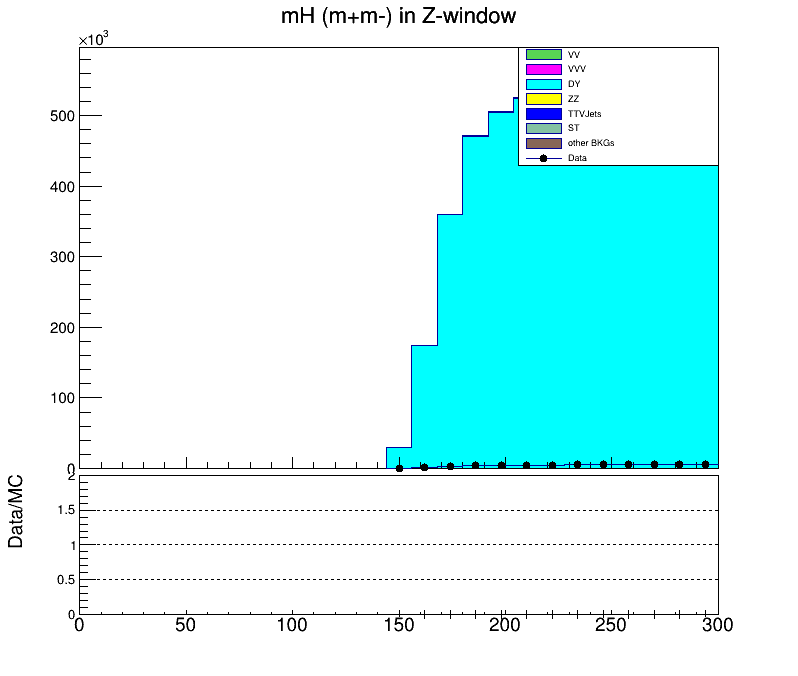 mH (m+m-) in Z-window
×10³
500
400
300
200
100
0
VV
VVV
DY
ZZ
TTVJets
ST
other BKGs
Data
Data/MC
2
1.5
1
0.5
0
0 50 100 150 200 250 300